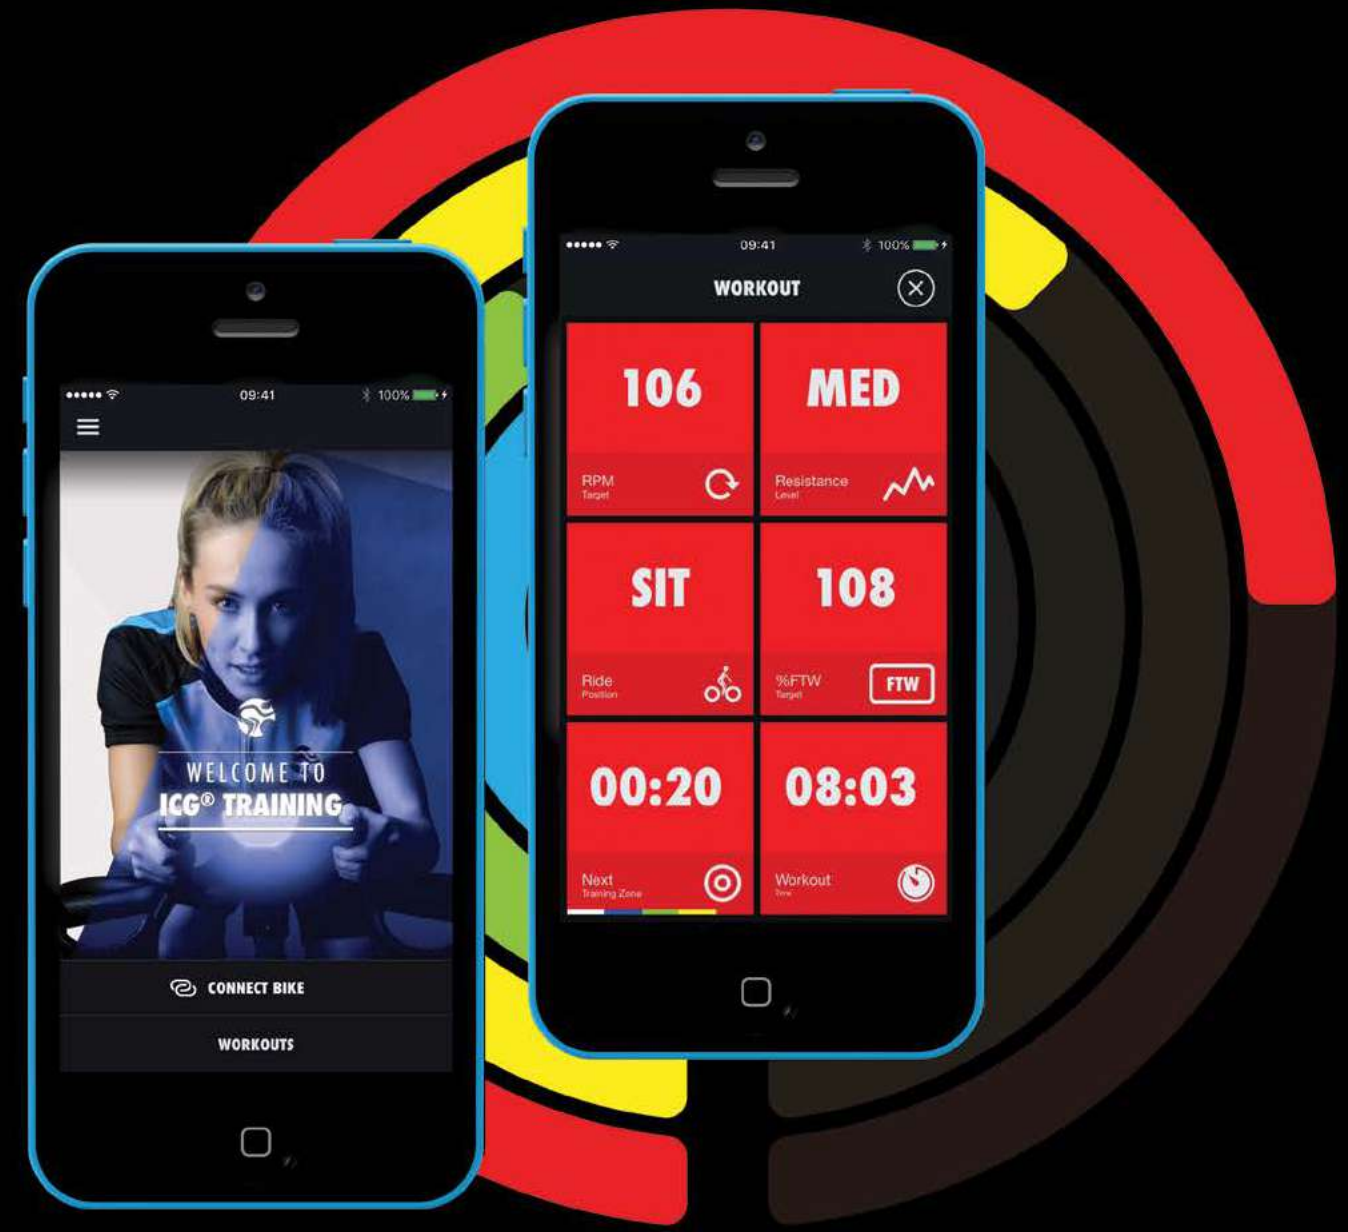 09:41
100%
WELCOME TO
ICG® TRAINING
CONNECT BIKE
WORKOUTS
09:41
100%
WORKOUT
106
RPM
Target
MED
Resistance
Level
SIT
Ride
Position
108
%FTW
Target
FTW
00:20
Next
Training Zone
08:03
Workout
Time